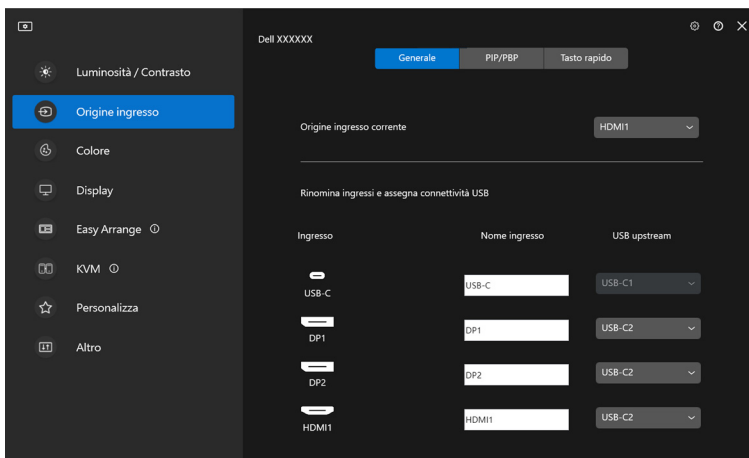 Dell XXXXXX
Generale PIP/PBP Tasto rapido
Luminosità / Contrasto
Origine ingresso
Colore
Display
Easy Arrange
KVM
Personalizza
Altro
Origine ingresso corrente HDMI1
Rinomina ingressi e assegna connettività USB
Ingresso Nome ingresso USB upstream
USB-C USB-C USB-C1
DP1 DP1 USB-C2
DP2 DP2 USB-C2
HDMI1 HDMI1 USB-C2